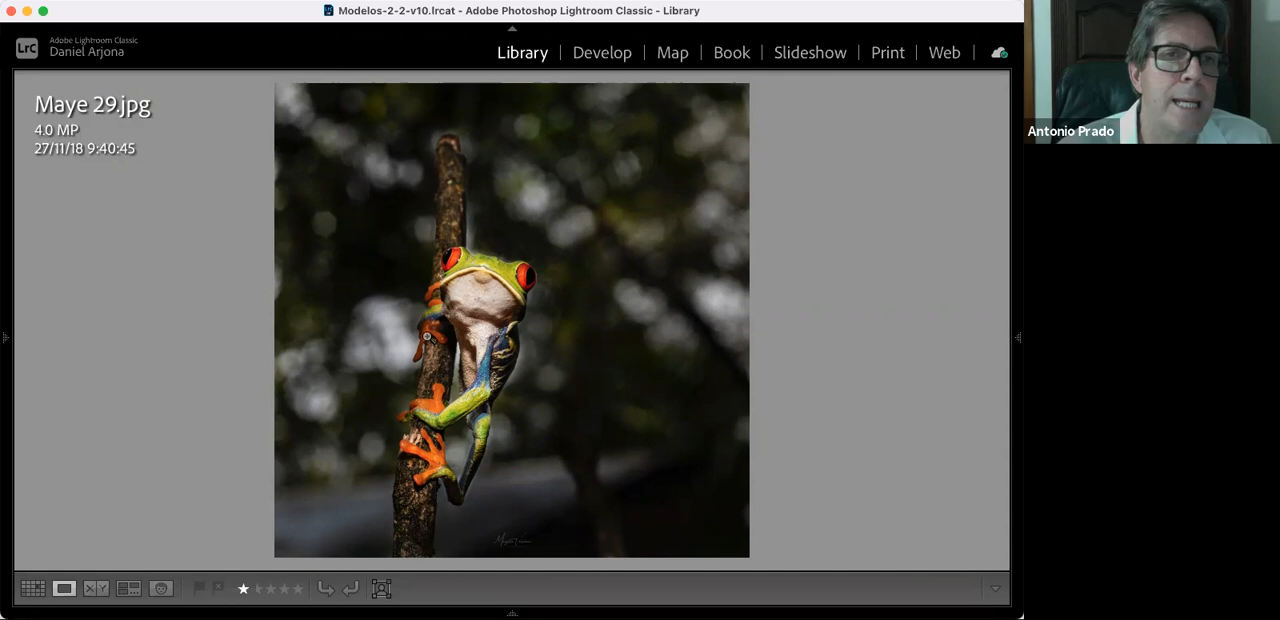 Modelos-2-2-v10.lrcat - Adobe Photoshop Lightroom Classic - Library
LrC
Adobe Lightroom Classic
Daniel Arjona
Library | Develop | Map | Book | Slideshow | Print | Web
Maye 29.jpg
4.0 MP
27/11/18 9:40:45
Antonio Prado
X Y